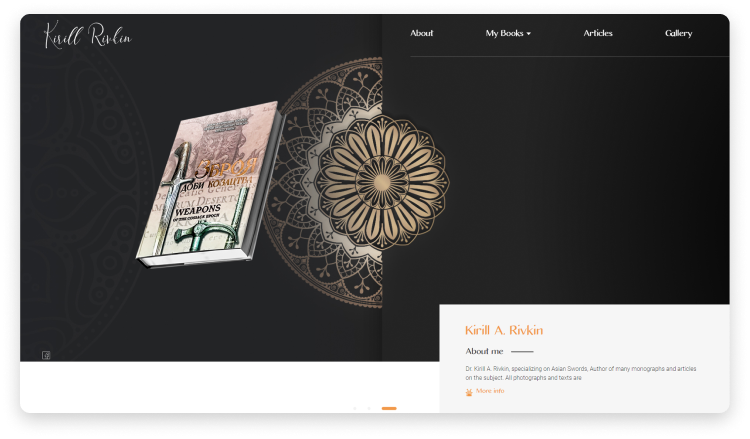 Kirill Rivkin
About
My Books
Articles
Gallery
ЗБРОЯ
ДОБИ КОЗАЦТВА
WEAPONS
OF THE COSSACK EPOCH
Kirill A. Rivkin
About me
Dr. Kirill A. Rivkin, specializing on Asian Swords, Author of many monographs and articles
on the subject. All photographs and texts are
More info